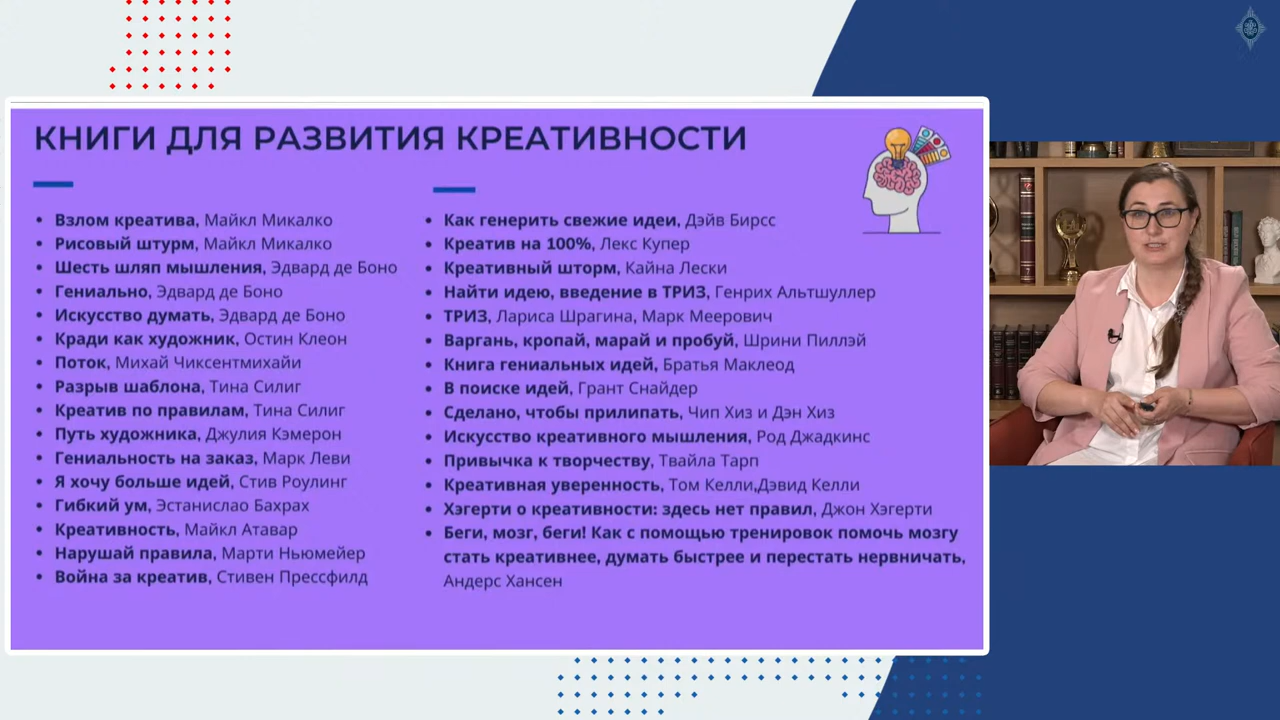 КНИГИ ДЛЯ РАЗВИТИЯ КРЕАТИВНОСТИ
• Взлом креатива, Майкл Микалко
• Рисовый штурм, Майкл Микалко
• Шесть шляп мышления, Эдвард де Боно
• Гениально, Эдвард де Боно
• Искусство думать, Эдвард де Боно
• Кради как художник, Остин Клеон
• Поток, Михай Чиксентмихайи
• Разрыв шаблона, Тина Силиг
• Креатив по правилам, Тина Силиг
• Путь художника, Джулия Кэмерон
• Гениальность на заказ, Марк Леви
• Я хочу больше идей, Стив Роулинг
• Гибкий ум, Эстанислао Бахрах
• Креативность, Майкл Атавар
• Нарушай правила, Марти Ньюмейер
• Война за креатив, Стивен Прессфилд
• Как генерить свежие идеи, Дэйв Бирсс
• Креатив на 100%, Лекс Купер
• Креативный шторм, Кайна Лески
• Найти идею, введение в ТРИЗ, Генрих Альтшуллер
• ТРИЗ, Лариса Шрагина, Марк Меерович
• Варгань, кропай, марай и пробуй, Шрини Пиллэй
• Книга гениальных идей, Братья Маклеод
• В поиске идей, Грант Снайдер
• Сделано, чтобы прилипать, Чип Хиз и Дэн Хиз
• Искусство креативного мышления, Род Джадкинс
• Привычка к творчеству, Твайла Тарп
• Креативная уверенность, Том Келли,Дэвид Келли
• Хэгерти о креативности: здесь нет правил, Джон Хэгерти
• Беги, мозг, беги! Как с помощью тренировок помочь мозгу
стать креативнее, думать быстрее и перестать нервничать,
Андерс Хансен